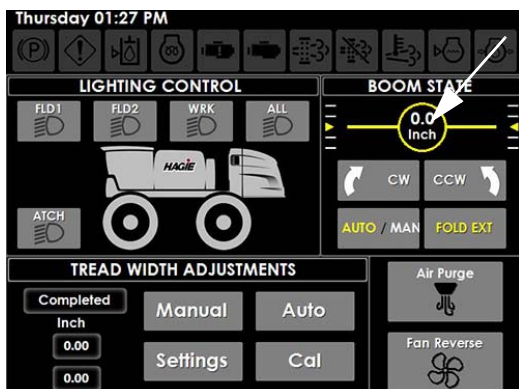 Thursday 01:27 PM
LIGHTING CONTROL
FLD1 FLD2 WRK ALL
HAGIE
ATCH
BOOM STATE
0.0
Inch
CW CCW
AUTO / MAN FOLD EXT
TREAD WIDTH ADJUSTMENTS
Completed
Inch
0.00
0.00
Manual Auto
Settings Cal
Air Purge
Fan Reverse